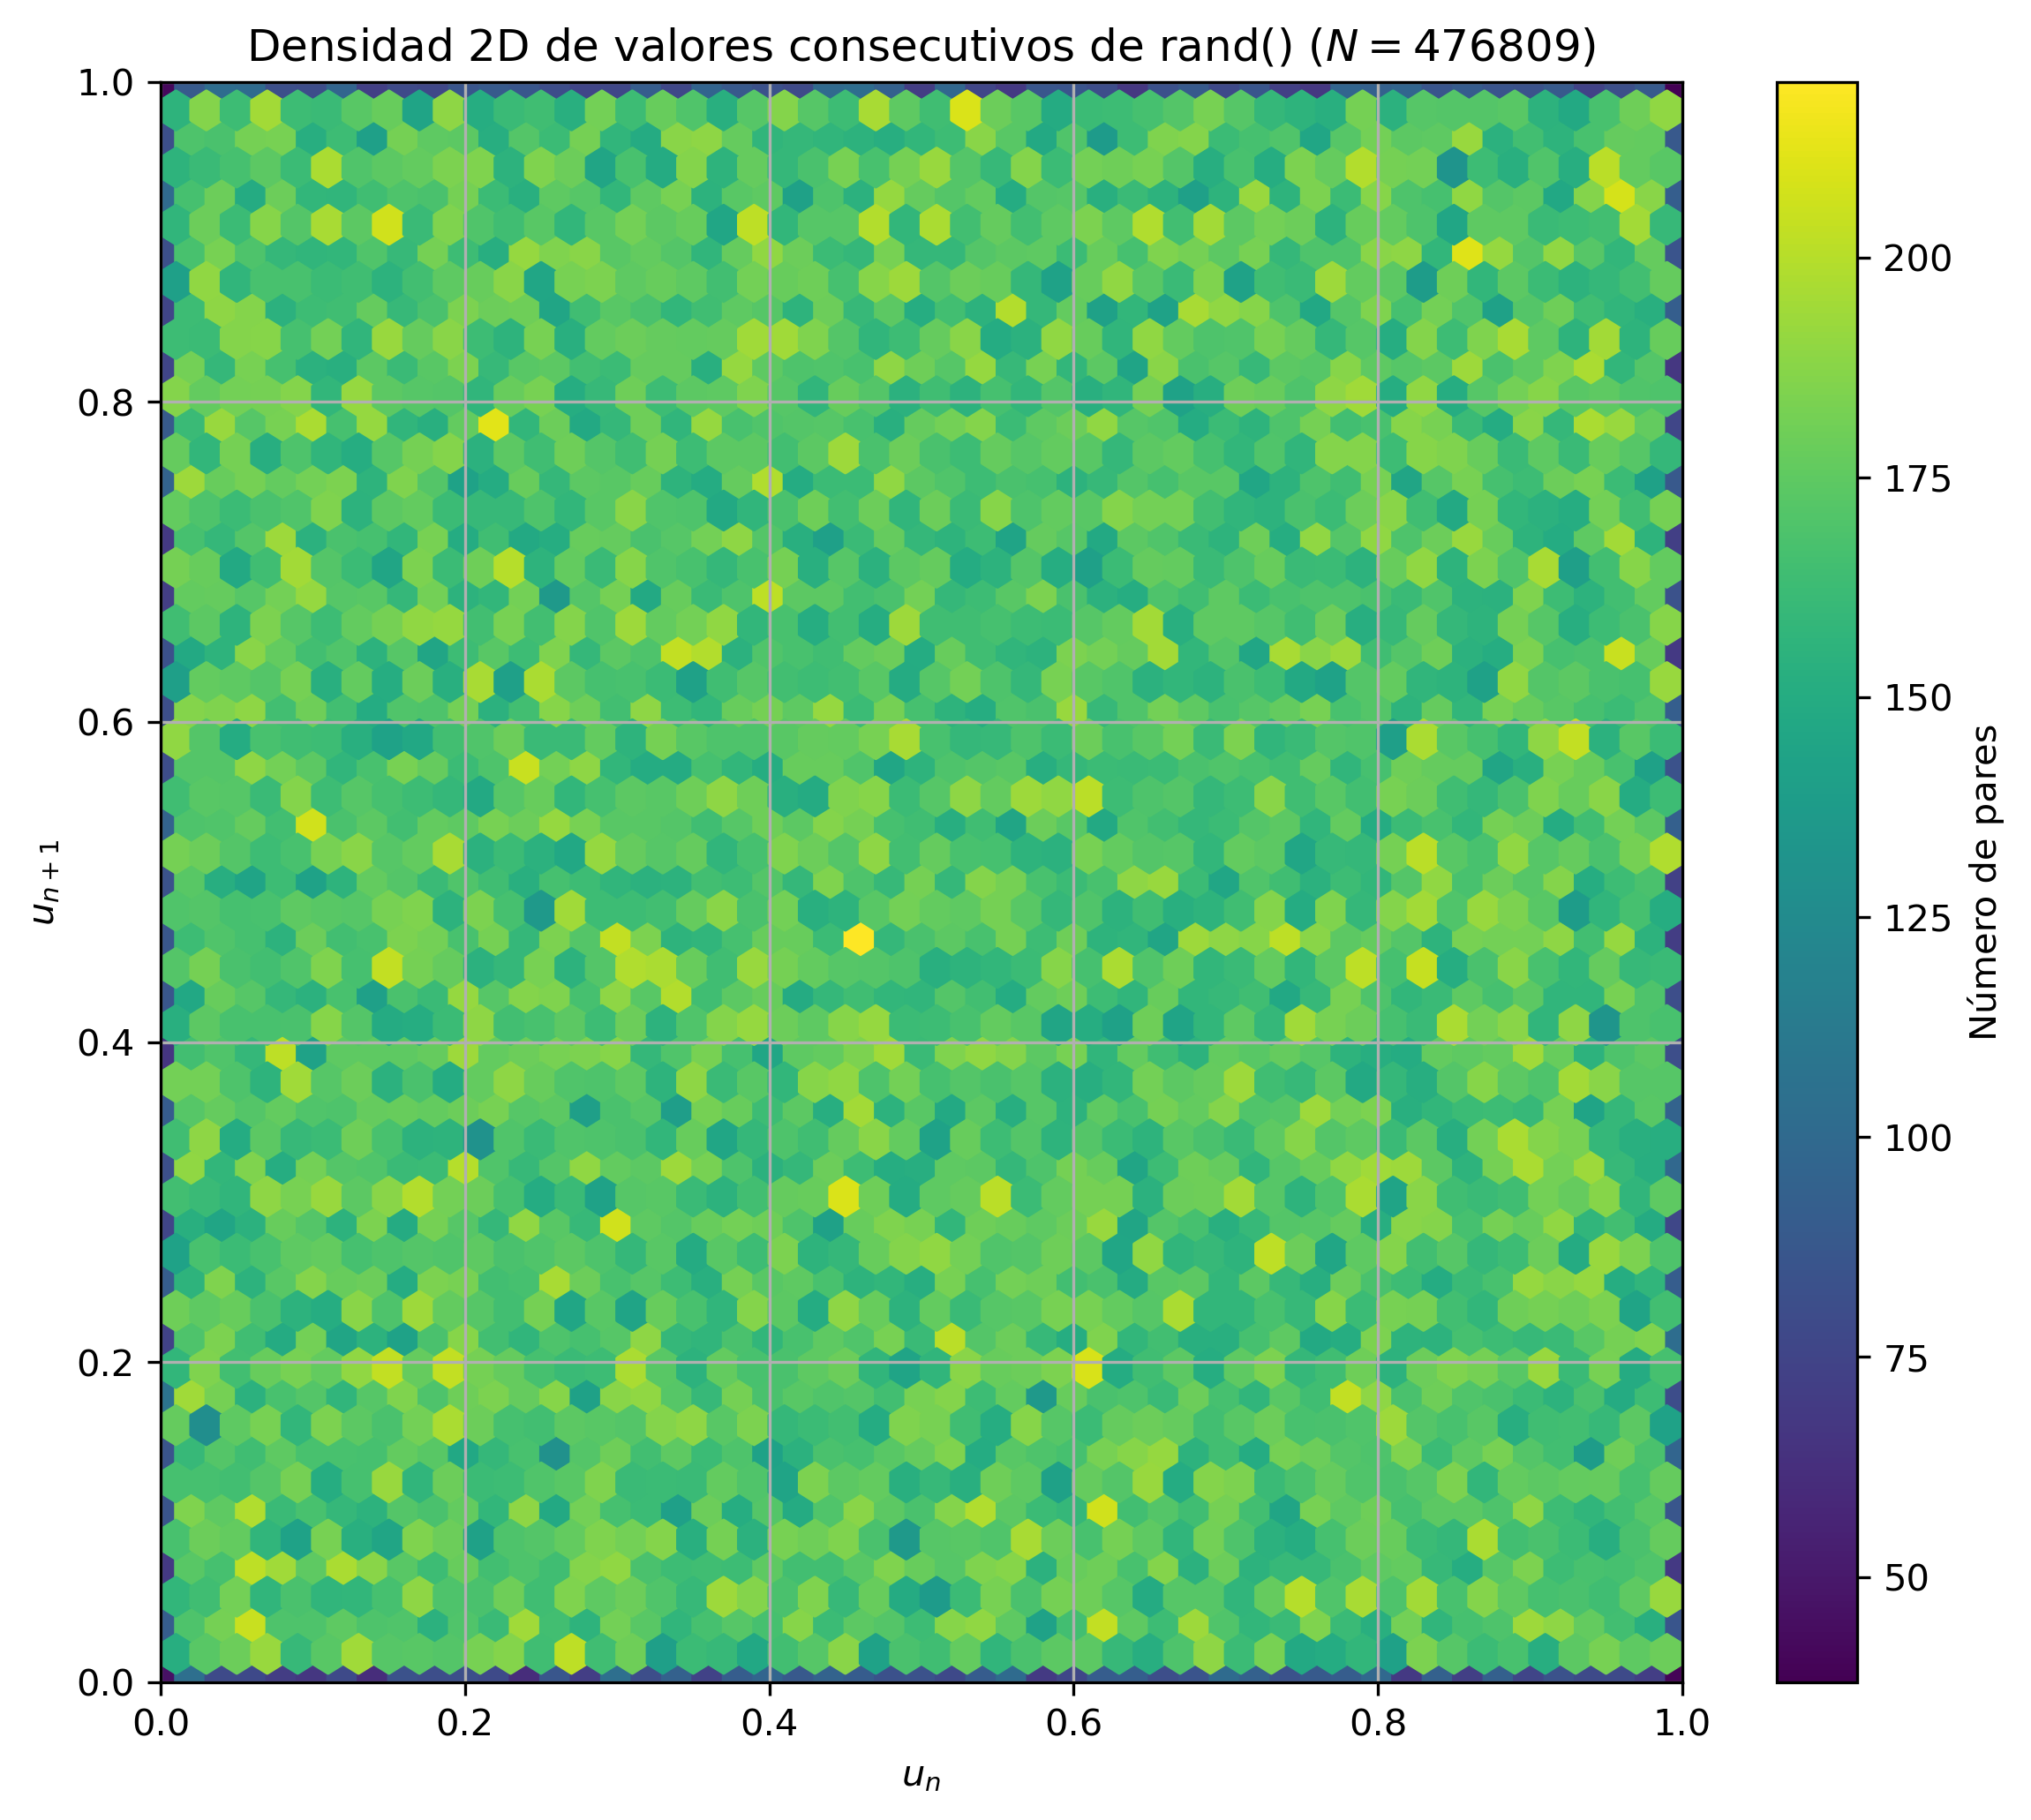 Densidad 2D de valores consecutivos de rand() (N = 476809)
1.0
0.8
0.6
0.4
0.2
0.0
u_{n+1}
0.0 0.2 0.4 0.6 0.8 1.0
u_n
200
175
150
125
100
75
50
Número de pares